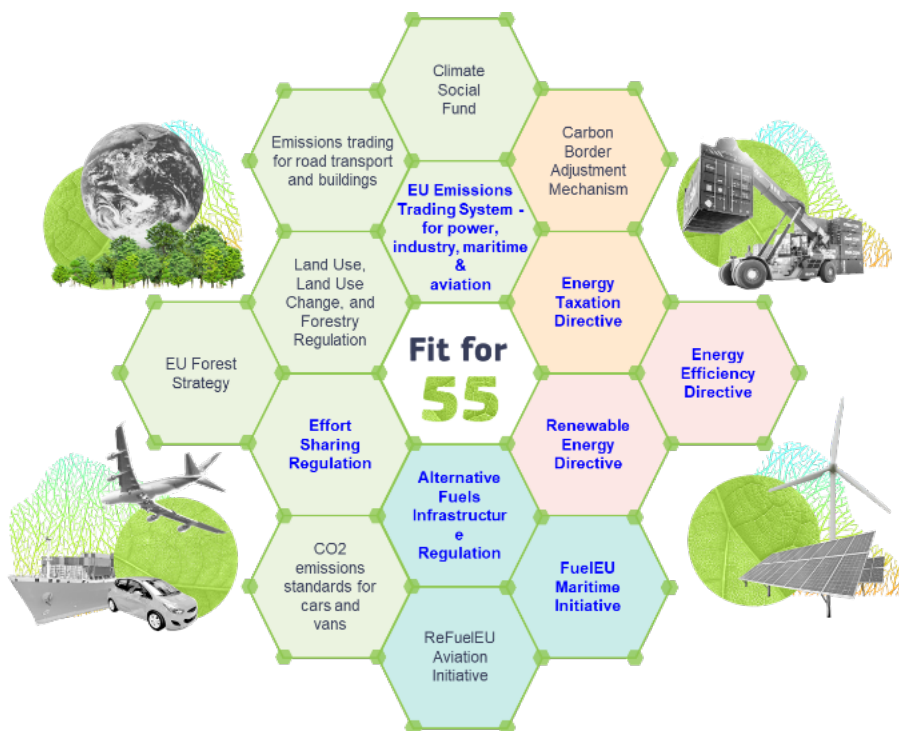 Climate
Social
Fund
Emissions trading
for road transport
and buildings
Carbon
Border
Adjustment
Mechanism
EU Emissions
Trading System -
for power,
industry, maritime
&
aviation
Land Use,
Land Use
Change, and
Forestry
Regulation
Energy
Taxation
Directive
EU Forest
Strategy
Fit for
55
Energy
Efficiency
Directive
Effort
Sharing
Regulation
Renewable
Energy
Directive
Alternative
Fuels
Infrastructur
e
Regulation
CO2
emissions
standards for
cars and
vans
FuelEU
Maritime
Initiative
ReFuelEU
Aviation
Initiative